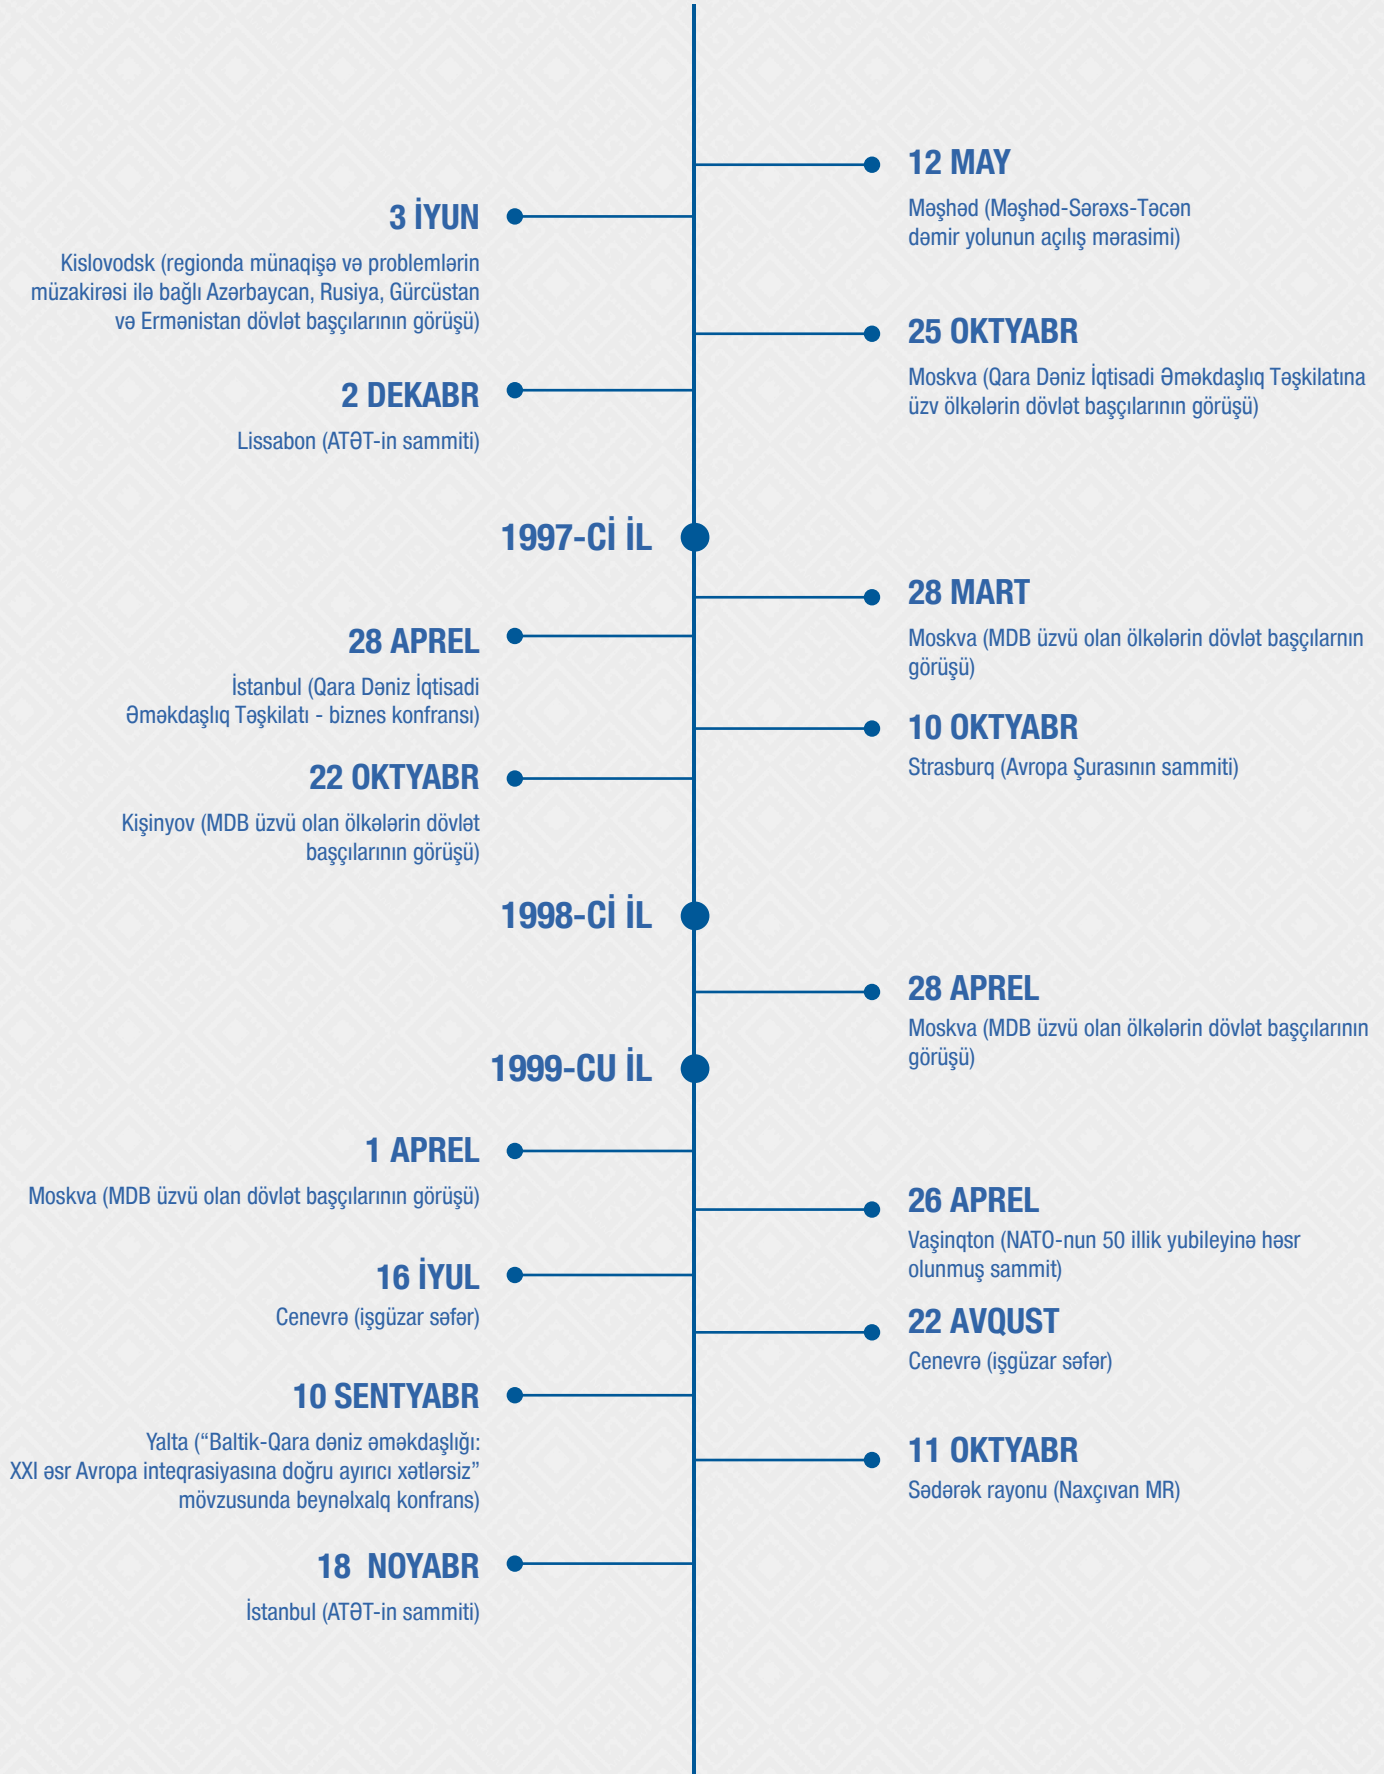 12 MAY
Məşhəd (Məşhəd-Sərəxs-Təcən
dəmir yolunun açılış mərasimi)
3 İYUN
Kislovodsk (regionda münaqişə və problemlərin
müzakirəsi ilə bağlı Azərbaycan, Rusiya, Gürcüstan
və Ermənistan dövlət başçılarının görüşü)
25 OKTYABR
Moskva (Qara Dəniz İqtisadi Əməkdaşlıq Təşkilatına
üzv ölkələrin dövlət başçılarının görüşü)
2 DEKABR
Lissabon (ATƏT-in sammiti)
1997-Cİ İL
28 MART
Moskva (MDB üzvü olan ölkələrin dövlət başçılarnın
görüşü)
28 APREL
İstanbul (Qara Dəniz İqtisadi
Əməkdaşlıq Təşkilatı - biznes konfransı)
10 OKTYABR
Strasburq (Avropa Şurasının sammiti)
22 OKTYABR
Kişinyov (MDB üzvü olan ölkələrin dövlət
başçılarının görüşü)
1998-Cİ İL
28 APREL
Moskva (MDB üzvü olan ölkələrin dövlət başçılarının
görüşü)
1999-CU İL
1 APREL
Moskva (MDB üzvü olan dövlət başçılarının görüşü)
26 APREL
Vaşinqton (NATO-nun 50 illik yubileyinə həsr
olunmuş sammit)
16 İYUL
Cenevrə (işgüzar səfər)
22 AVQUST
Cenevrə (işgüzar səfər)
10 SENTYABR
Yalta (“Baltik-Qara dəniz əməkdaşlığı:
XXI əsr Avropa inteqrasiyasına doğru ayırıcı xətlərsiz”
mövzusunda beynəlxalq konfrans)
11 OKTYABR
Sədərək rayonu (Naxçıvan MR)
18 NOYABR
İstanbul (ATƏT-in sammiti)